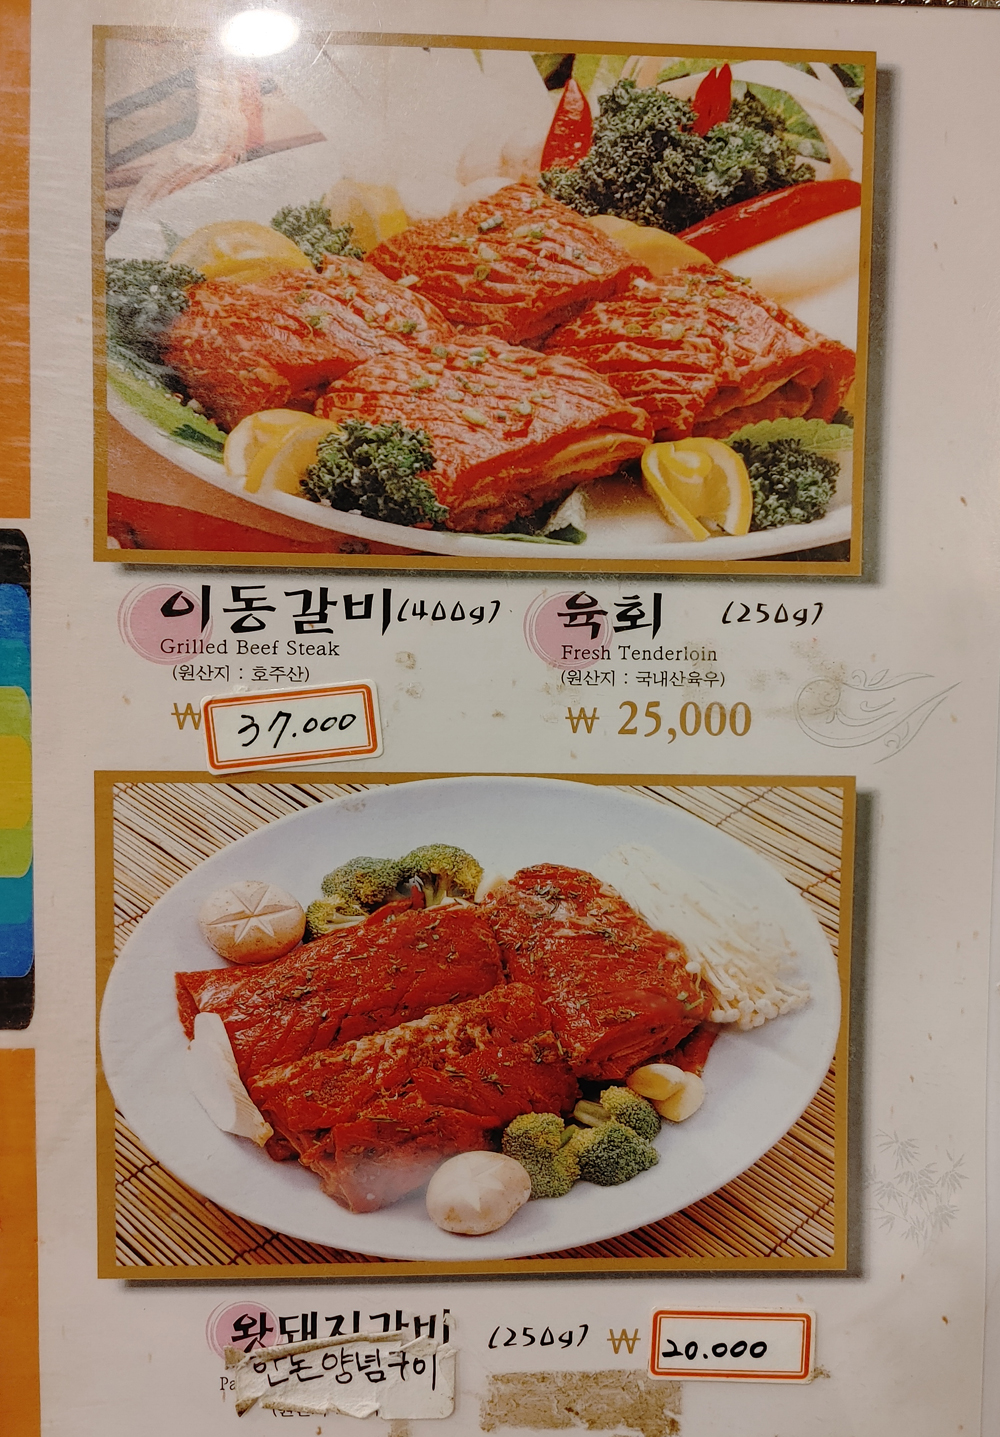 이동갈비(400g)
Grilled Beef Steak
(원산지 : 호주산)
₩ 37.000
육회 (250g)
Fresh Tenderloin
(원산지 : 국내산육우)
₩ 25,000
왓돼지갈비 (250g) ₩ 20.000
한돈양념구이
Pa